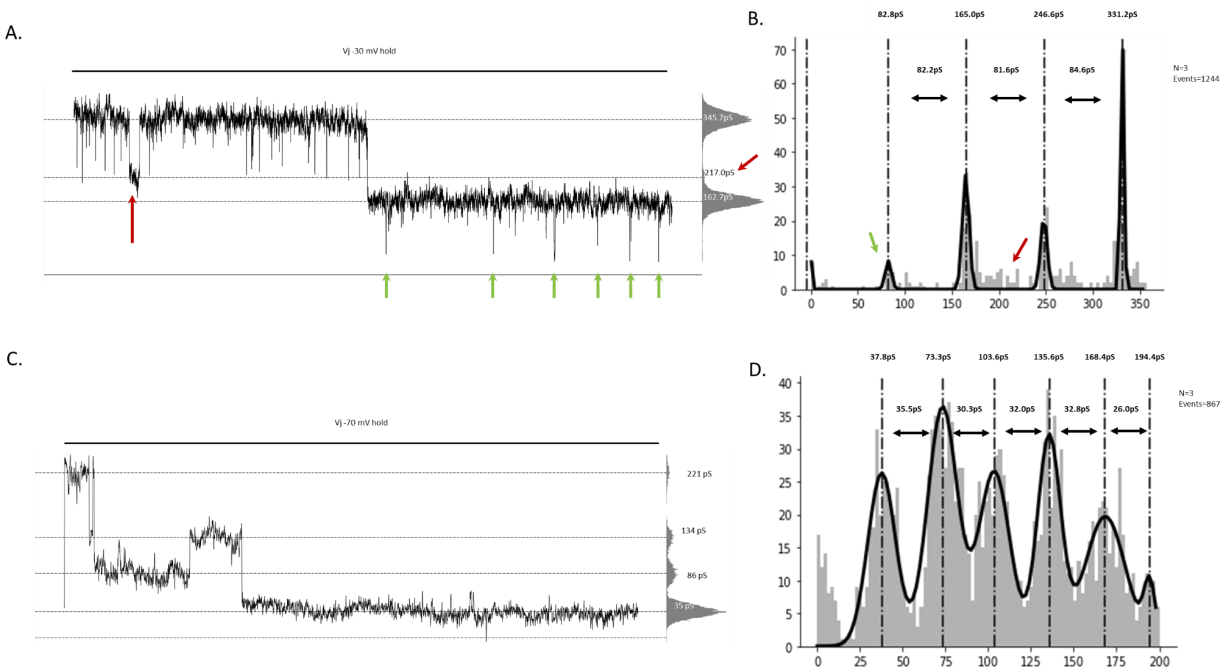 A.
Vj -30 mV hold
345.7pS
217.0pS
162.7pS
B.
82.8pS 165.0pS 246.6pS 331.2pS
82.2pS 81.6pS 84.6pS
N=3
Events=1244
70
60
50
40
30
20
10
0
0 50 100 150 200 250 300 350
C.
Vj -70 mV hold
221 pS
134 pS
86 pS
35 pS
D.
37.8pS 73.3pS 103.6pS 135.6pS 168.4pS 194.4pS
35.5pS 30.3pS 32.0pS 32.8pS 26.0pS
N=3
Events=867
40
35
30
25
20
15
10
5
0
0 25 50 75 100 125 150 175 200